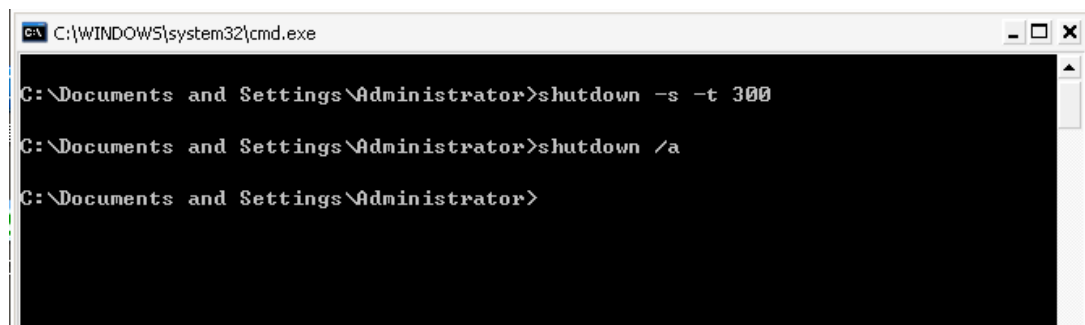 C:\WINDOWS\system32\cmd.exe
C:\Documents and Settings\Administrator>shutdown -s -t 300
C:\Documents and Settings\Administrator>shutdown /a
C:\Documents and Settings\Administrator>